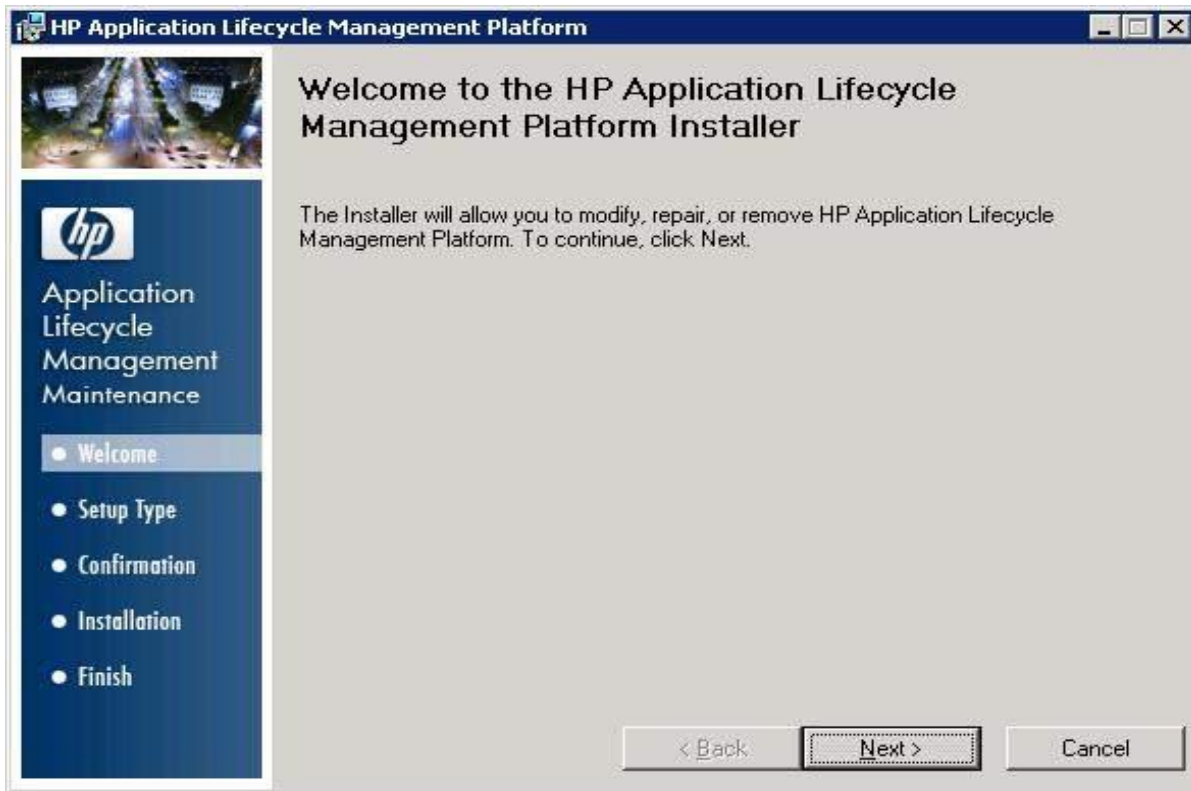 HP Application Lifecycle Management Platform
Welcome to the HP Application Lifecycle
Management Platform Installer
The Installer will allow you to modify, repair, or remove HP Application Lifecycle
Management Platform. To continue, click Next.
hp
Application
Lifecycle
Management
Maintenance
Welcome
Setup Type
Confirmation
Installation
Finish
< Back
Next >
Cancel